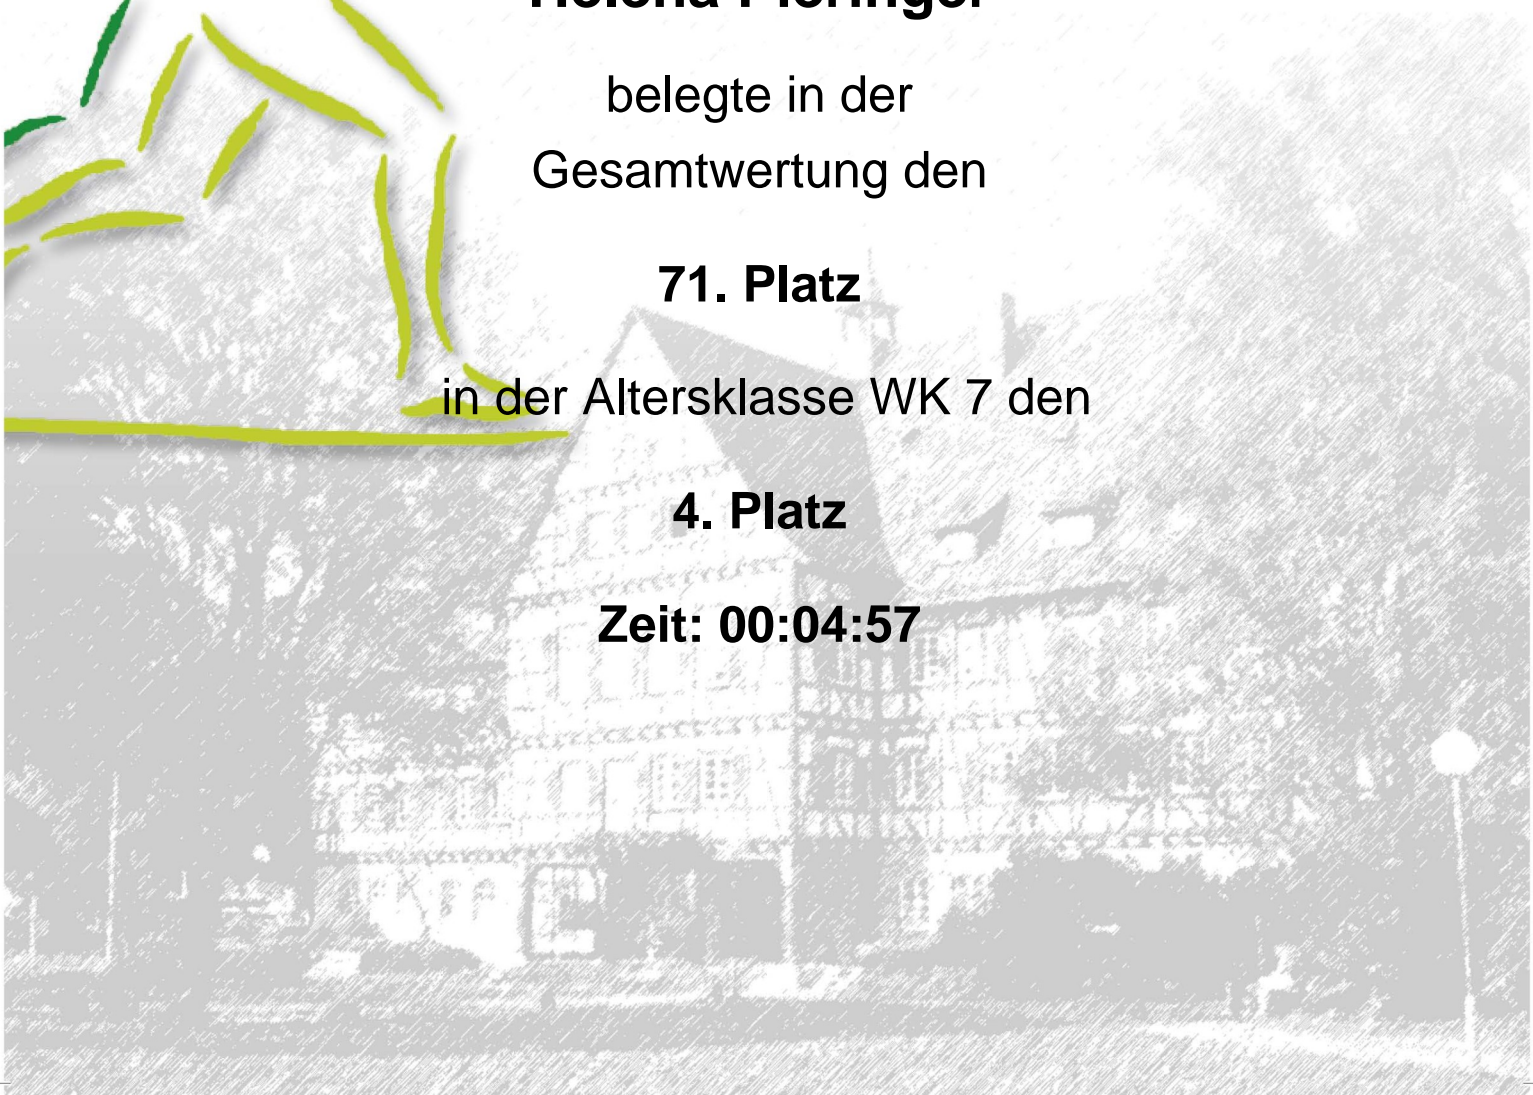 Helena
belegte in der
Gesamtwertung den
71. Platz
in der Altersklasse WK 7 den
4. Platz
Zeit: 00:04:57